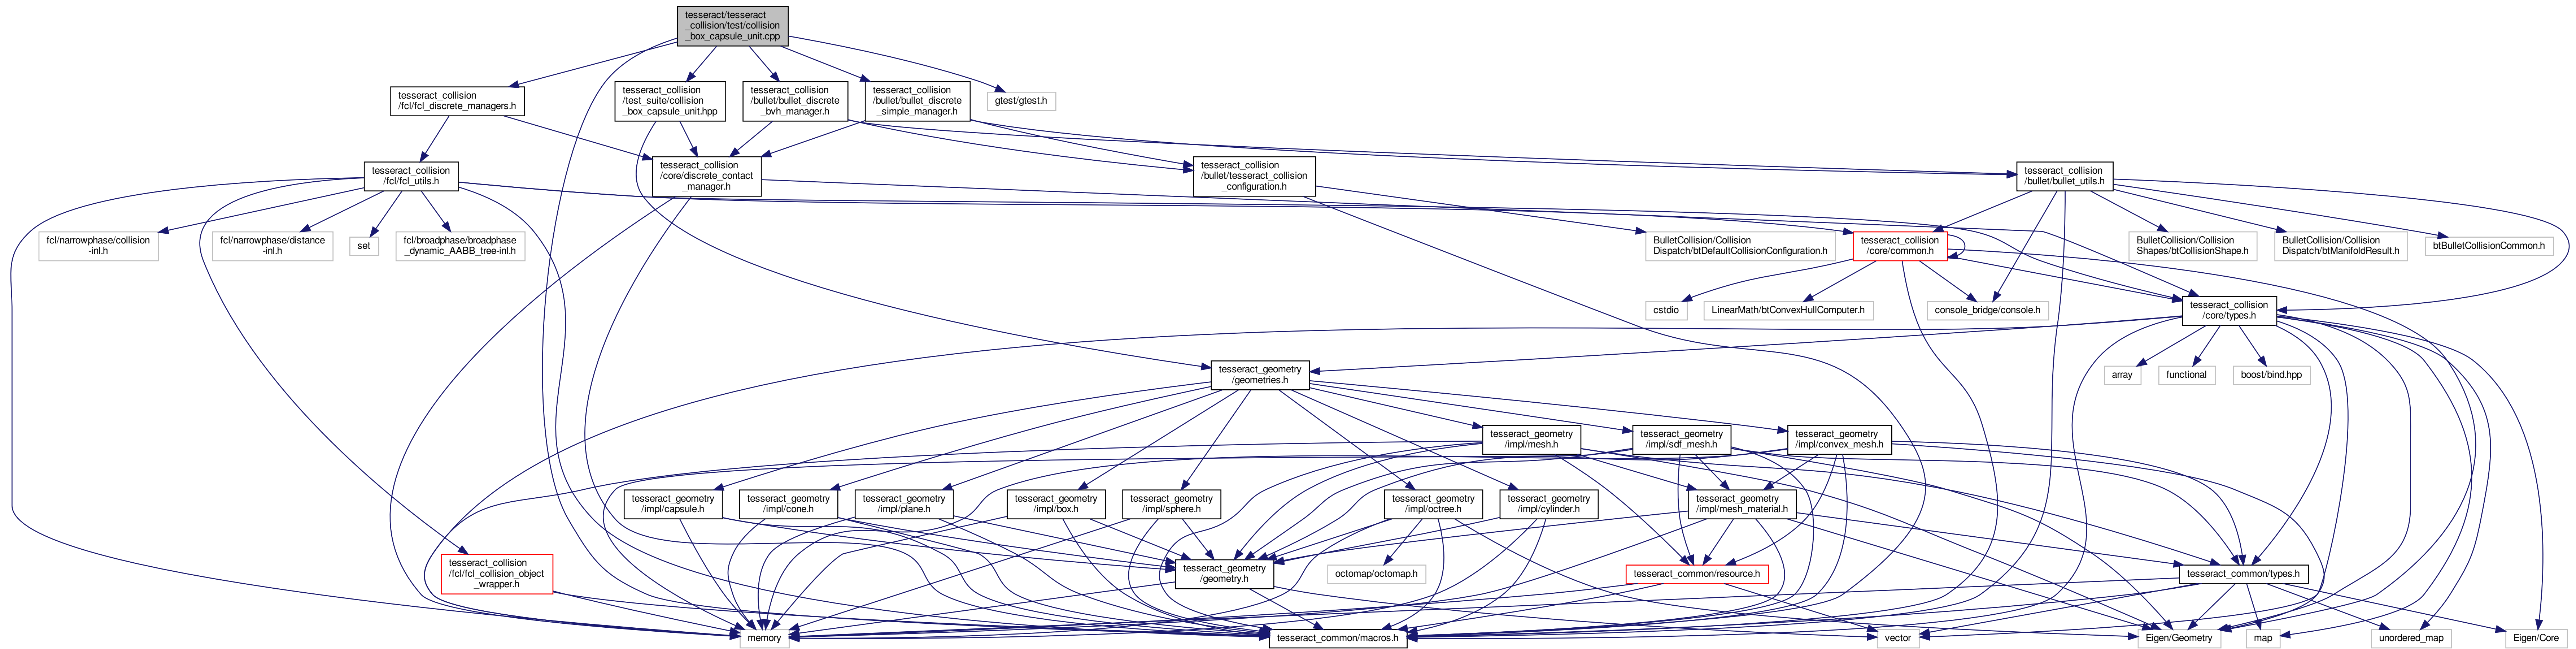 tesseract/tesseract
_collision/test/collision
_box_capsule_unit.cpp
tesseract_collision
/fcl/fcl_discrete_managers.h
tesseract_collision
/test_suite/collision
_box_capsule_unit.hpp
tesseract_collision
/bullet/bullet_discrete
_bvh_manager.h
tesseract_collision
/bullet/bullet_discrete
_simple_manager.h
gtest/gtest.h
tesseract_collision
/fcl/fcl_utils.h
tesseract_collision
/core/discrete_contact
_manager.h
tesseract_collision
/bullet/tesseract_collision
_configuration.h
tesseract_collision
/bullet/bullet_utils.h
fcl/narrowphase/collision
-inl.h
fcl/narrowphase/distance
-inl.h
set
fcl/broadphase/broadphase
_dynamic_AABB_tree-inl.h
BulletCollision/Collision
Dispatch/btDefaultCollisionConfiguration.h
tesseract_collision
/core/common.h
BulletCollision/Collision
Shapes/btCollisionShape.h
BulletCollision/Collision
Dispatch/btManifoldResult.h
btBulletCollisionCommon.h
cstdio
LinearMath/btConvexHullComputer.h
console_bridge/console.h
tesseract_collision
/core/types.h
tesseract_geometry
/geometries.h
array
functional
boost/bind.hpp
tesseract_geometry
/impl/mesh.h
tesseract_geometry
/impl/sdf_mesh.h
tesseract_geometry
/impl/convex_mesh.h
tesseract_geometry
/impl/capsule.h
tesseract_geometry
/impl/cone.h
tesseract_geometry
/impl/plane.h
tesseract_geometry
/impl/box.h
tesseract_geometry
/impl/sphere.h
tesseract_geometry
/impl/octree.h
tesseract_geometry
/impl/cylinder.h
tesseract_geometry
/impl/mesh_material.h
tesseract_collision
/fcl/fcl_collision_object
_wrapper.h
tesseract_geometry
/geometry.h
octomap/octomap.h
tesseract_common/resource.h
tesseract_common/types.h
memory
tesseract_common/macros.h
vector
Eigen/Geometry
map
unordered_map
Eigen/Core